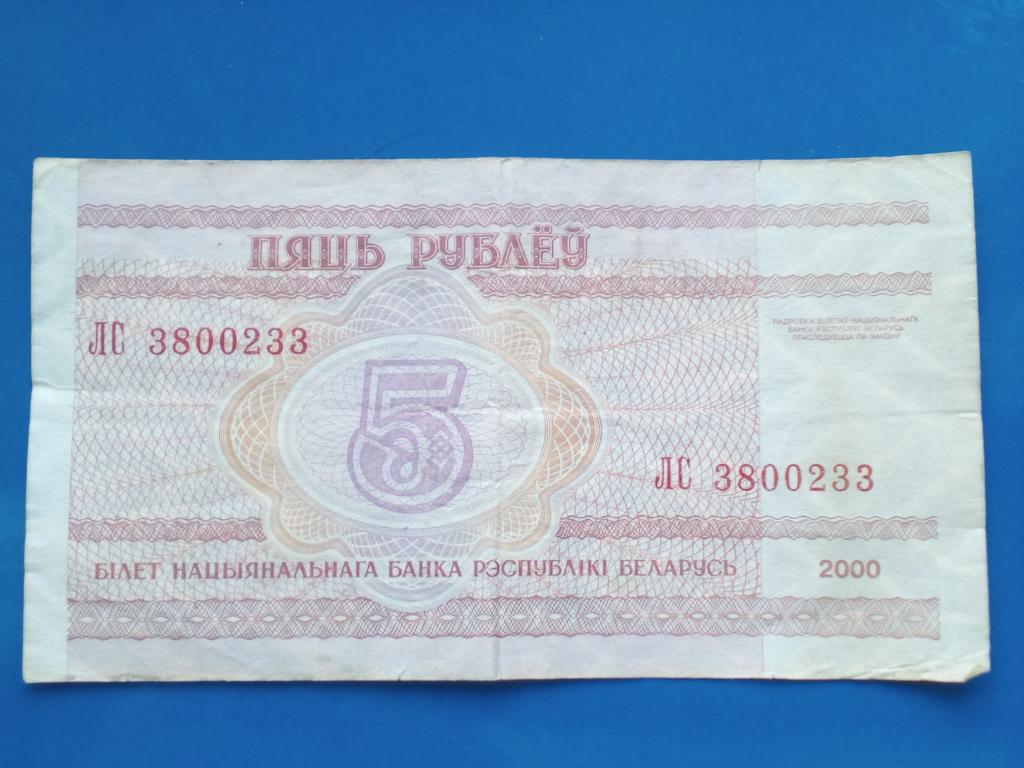 ПЯЦЬ РУБЛЁЎ
ЛС 3800233
ПАДРОБКА БІЛЕТАЎ НАЦЫЯНАЛЬНАГА
БАНКА РЭСПУБЛІКІ БЕЛАРУСЬ
ПРАСЛЕДУЕЦЦА ПА ЗАКОНУ
5
ЛС 3800233
БІЛЕТ НАЦЫЯНАЛЬНАГА БАНКА РЭСПУБЛІКІ БЕЛАРУСЬ 2000